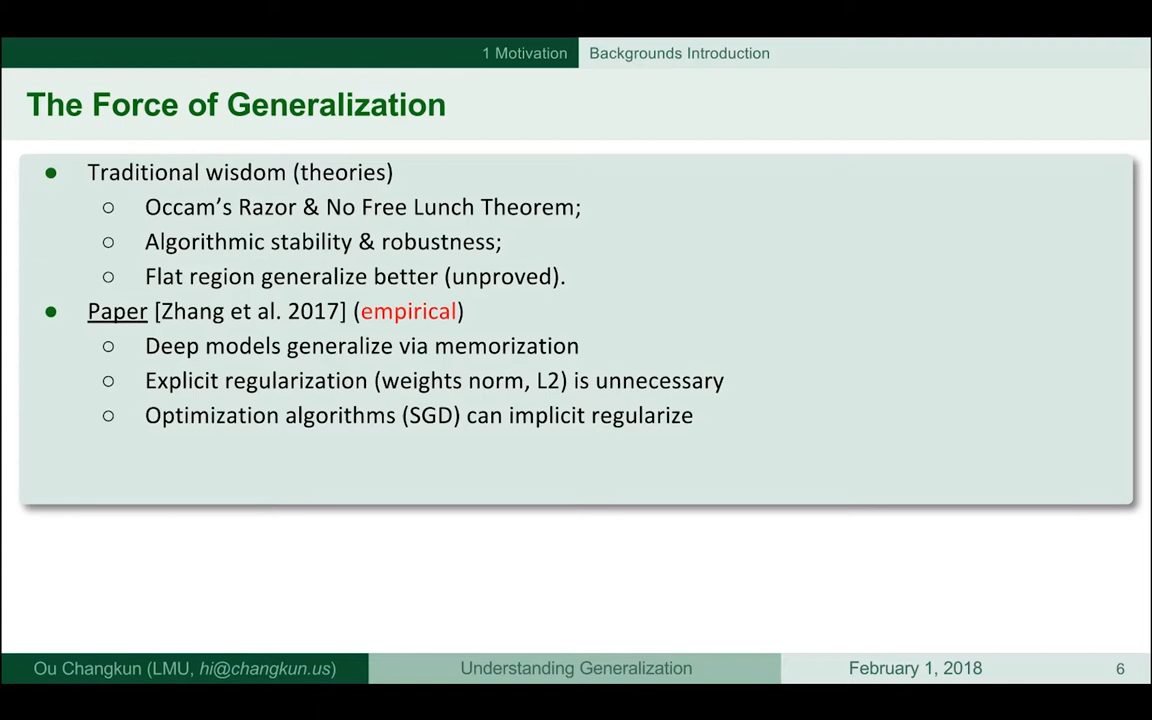 1 Motivation Backgrounds Introduction
The Force of Generalization
● Traditional wisdom (theories)
○ Occam’s Razor & No Free Lunch Theorem;
○ Algorithmic stability & robustness;
○ Flat region generalize better (unproved).
● Paper [Zhang et al. 2017] (empirical)
○ Deep models generalize via memorization
○ Explicit regularization (weights norm, L2) is unnecessary
○ Optimization algorithms (SGD) can implicit regularize
Ou Changkun (LMU, hi@changkun.us) Understanding Generalization February 1, 2018 6